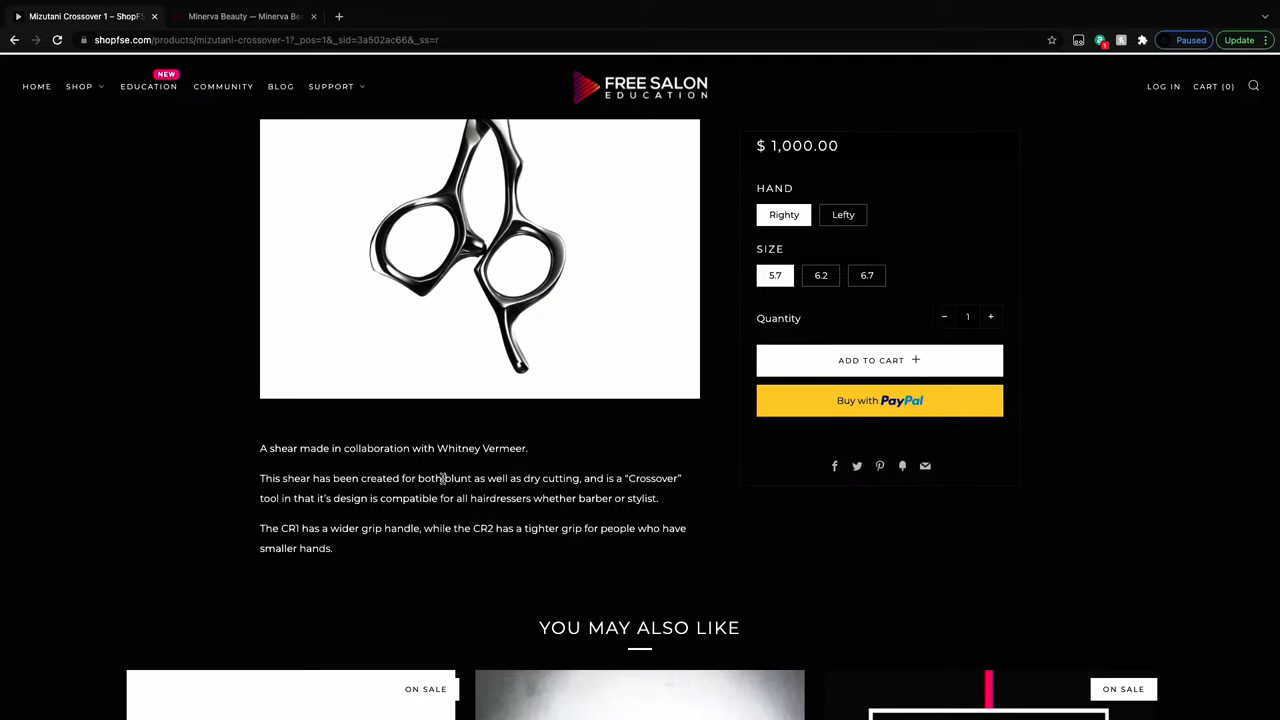 Mizutani Crossover 1 – ShopFS
Minerva Beauty — Minerva Be
shopfse.com/products/mizutani-crossover-1?_pos=1&_sid=3a502ac66&_ss=r
1
Paused
Update
HOME
SHOP
NEW
EDUCATION
COMMUNITY
BLOG
SUPPORT
FREE SALON
EDUCATION
LOG IN
CART (0)
$ 1,000.00
HAND
Righty
Lefty
SIZE
5.7
6.2
6.7
Quantity
− 1 +
ADD TO CART +
Buy with PayPal
A shear made in collaboration with Whitney Vermeer.
This shear has been created for both blunt as well as dry cutting, and is a “Crossover”
tool in that it’s design is compatible for all hairdressers whether barber or stylist.
The CR1 has a wider grip handle, while the CR2 has a tighter grip for people who have
smaller hands.
YOU MAY ALSO LIKE
ON SALE
ON SALE